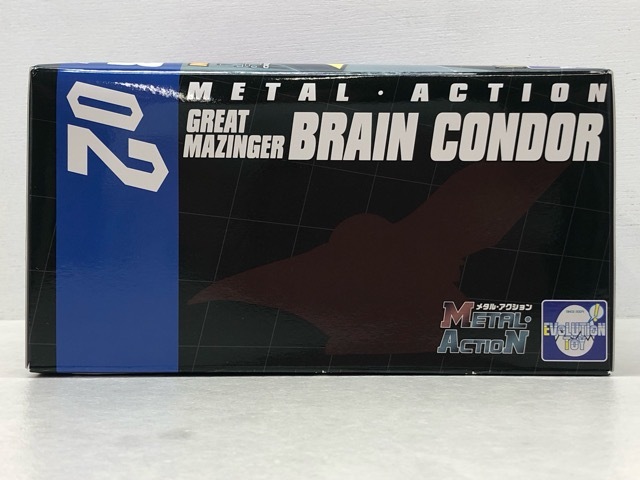 02
METAL・ACTION
GREAT
MAZINGER
BRAIN CONDOR
メタル・アクション
METAL・
ACTION
EVOLUTION
TOY